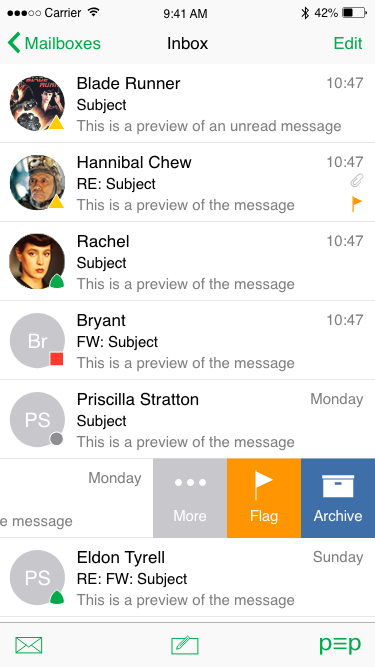 Carrier 9:41 AM 42%
Mailboxes Inbox Edit
Blade Runner 10:47
Subject
This is a preview of an unread message
Hannibal Chew 10:47
RE: Subject
This is a preview of the message
Rachel 10:47
Subject
This is a preview of the message
Br
Bryant 10:47
FW: Subject
This is a preview of the message
PS
Priscilla Stratton Monday
Subject
This is a preview of the message
Monday
e message
More Flag Archive
PS
Eldon Tyrell Sunday
RE: FW: Subject
This is a preview of the message
p≡p